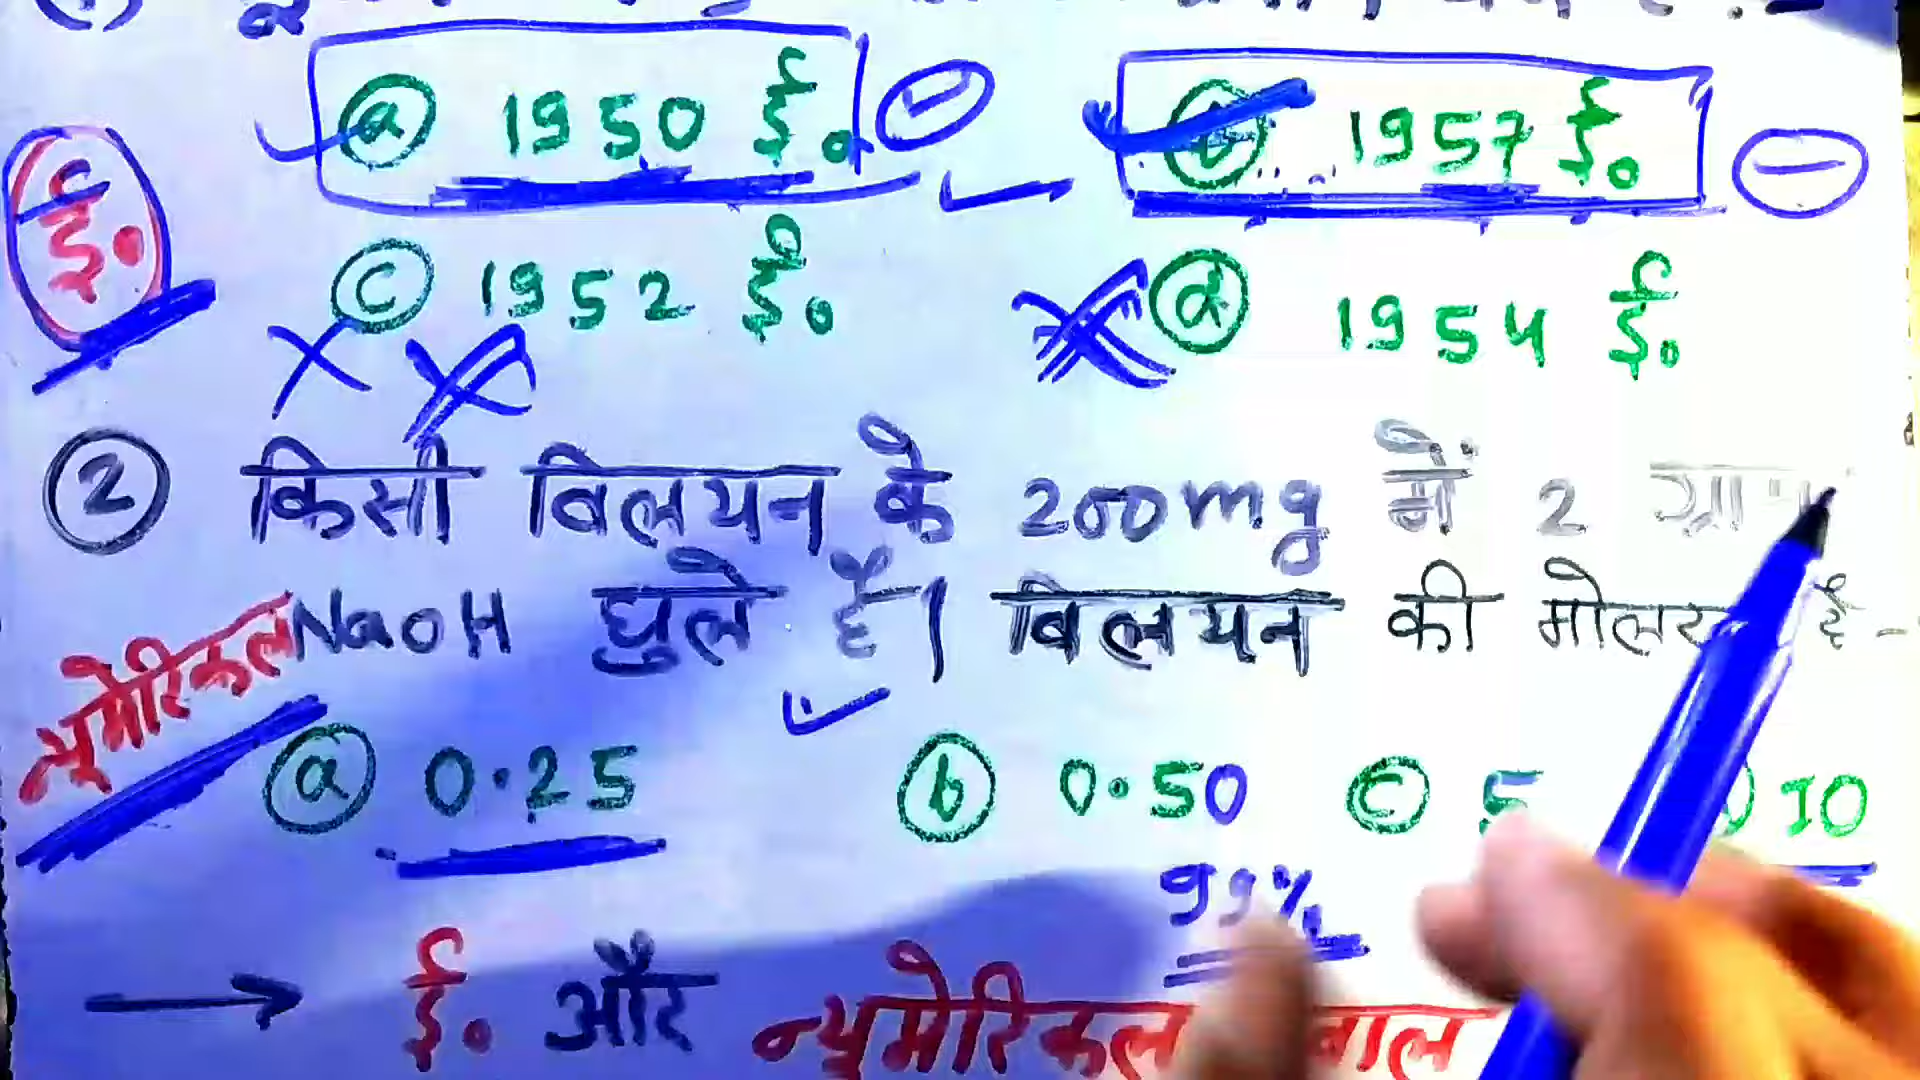 ⓐ 1950 ई० ⓑ 1957 ई०
ई०
ⓒ 1952 ई० ⓓ 1954 ई०
② किसी विलयन के 200mg में 2
NaOH घुले हैं। विलयन की है -
न्यूमेरिकल
ⓐ 0.25 ⓑ 0.50 ⓒ 5 10
99%
→ ई० और न्यूमेरिकल